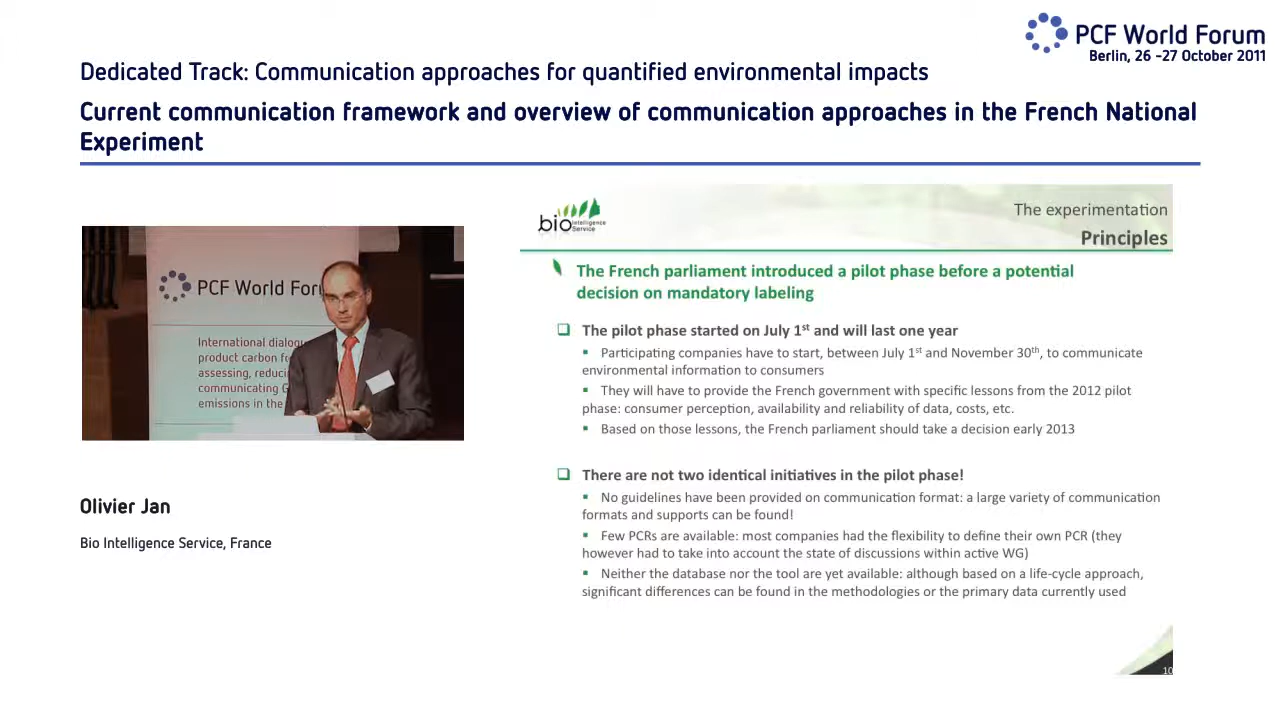 PCF World Forum
Berlin, 26 -27 October 2011
Dedicated Track: Communication approaches for quantified environmental impacts
Current communication framework and overview of communication approaches in the French National
Experiment
PCF World Foru
International dialogu
product carbon fo
assessing, reducin
communicating G
emissions in the
Olivier Jan
Bio Intelligence Service, France
bio Intelligence
Service
The experimentation
Principles
The French parliament introduced a pilot phase before a potential
decision on mandatory labeling
❑ The pilot phase started on July 1st and will last one year
▪ Participating companies have to start, between July 1st and November 30th, to communicate
environmental information to consumers
▪ They will have to provide the French government with specific lessons from the 2012 pilot
phase: consumer perception, availability and reliability of data, costs, etc.
▪ Based on those lessons, the French parliament should take a decision early 2013
❑ There are not two identical initiatives in the pilot phase!
▪ No guidelines have been provided on communication format: a large variety of communication
formats and supports can be found!
▪ Few PCRs are available: most companies had the flexibility to define their own PCR (they
however had to take into account the state of discussions within active WG)
▪ Neither the database nor the tool are yet available: although based on a life-cycle approach,
significant differences can be found in the methodologies or the primary data currently used
10